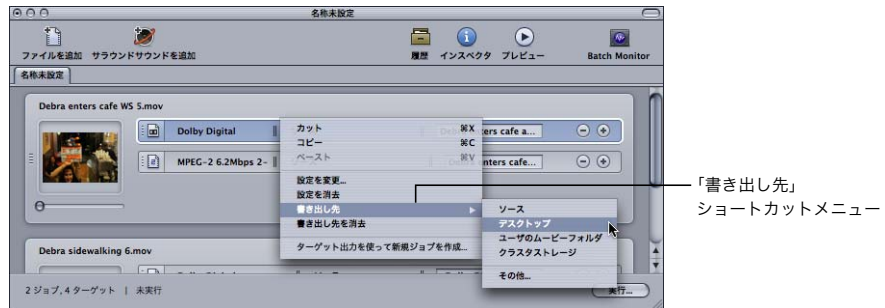 名称未設定
ファイルを追加 サラウンドサウンドを追加 履歴 インスペクタ プレビュー Batch Monitor
名称未設定
Debra enters cafe WS 5.mov
Dolby Digital
ers cafe a...
MPEG-2 6.2Mbps 2-
nters cafe...
カット ⌘X
コピー ⌘C
ペースト ⌘V
設定を変更...
設定を消去
書き出し先
書き出し先を消去
ターゲット出力を使って新規ジョブを作成...
ソース
デスクトップ
ユーザのムービーフォルダ
クラスタストレージ
その他...
「書き出し先」
ショートカットメニュー
Debra sidewalking 6.mov
2 ジョブ, 4 ターゲット | 未実行
実行...